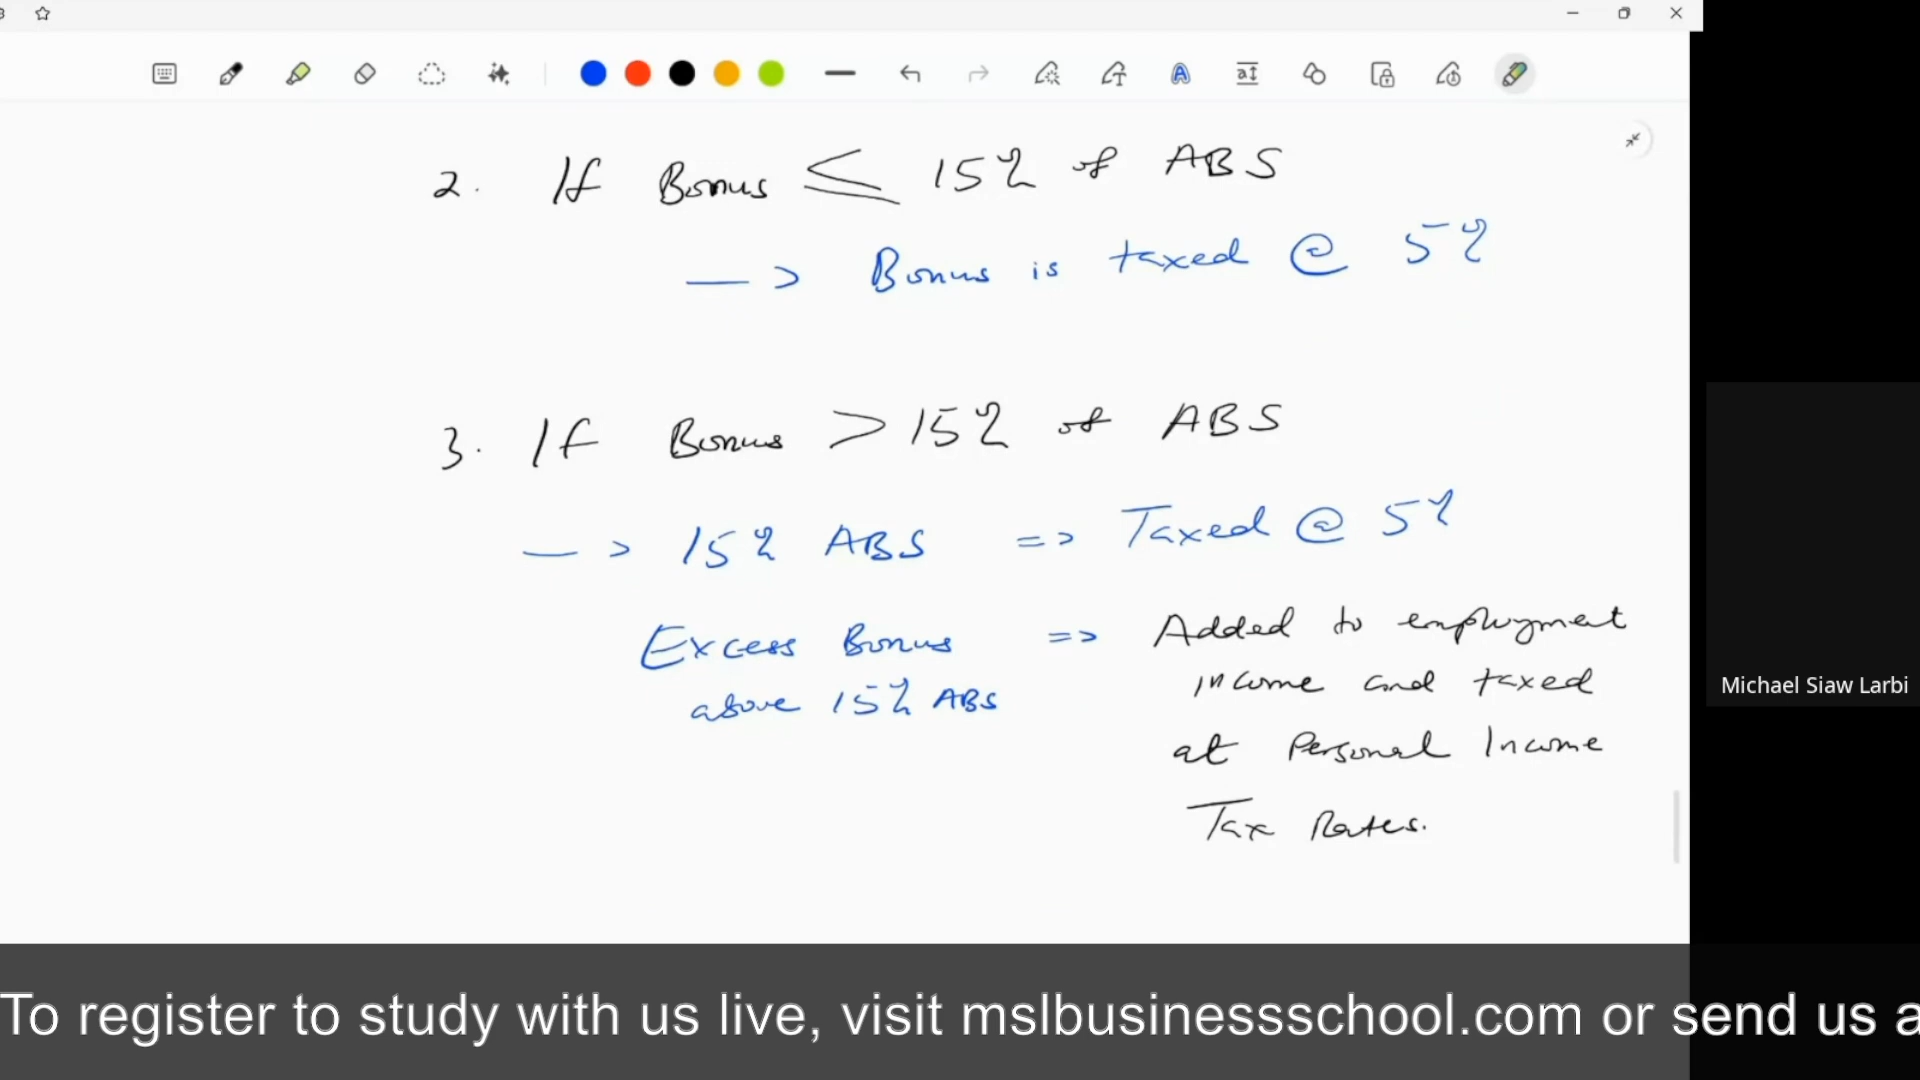 2. If Bonus ≤ 15% of ABS
—> Bonus is taxed @ 5%
3. If Bonus > 15% of ABS
—> 15% ABS => Taxed @ 5%
Excess Bonus => Added to employment
above 15% ABS income and taxed
at Personal Income
Tax Rates.
Michael Siaw Larbi
To register to study with us live, visit mslbusinessschool.com or send us a